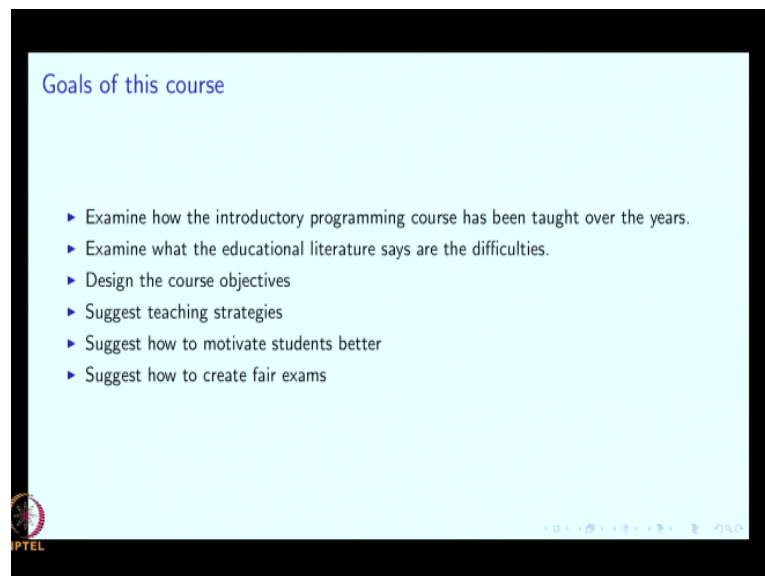 Goals of this course
Examine how the introductory programming course has been taught over the years.
Examine what the educational literature says are the difficulties.
Design the course objectives
Suggest teaching strategies
Suggest how to motivate students better
Suggest how to create fair exams
IPTEL